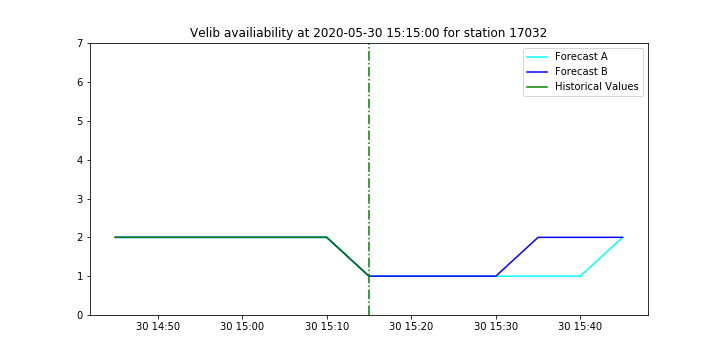 Velib availiability at 2020-05-30 15:15:00 for station 17032
Forecast A
Forecast B
Historical Values
7
6
5
4
3
2
1
0
30 14:50 30 15:00 30 15:10 30 15:20 30 15:30 30 15:40